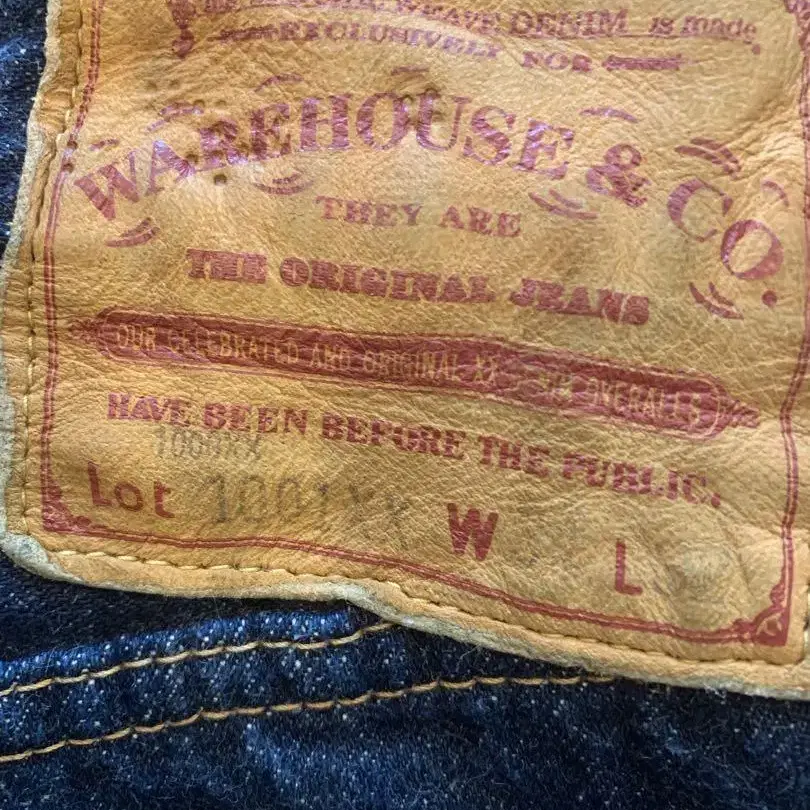 WEAVE DENIM is made
EXCLUSIVELY FOR
WAREHOUSE & CO.
THEY ARE
THE ORIGINAL JEANS
OUR CELEBRATED AND ORIGINAL XX OVERALLS
HAVE BEEN BEFORE THE PUBLIC.
Lot 1001XX W L